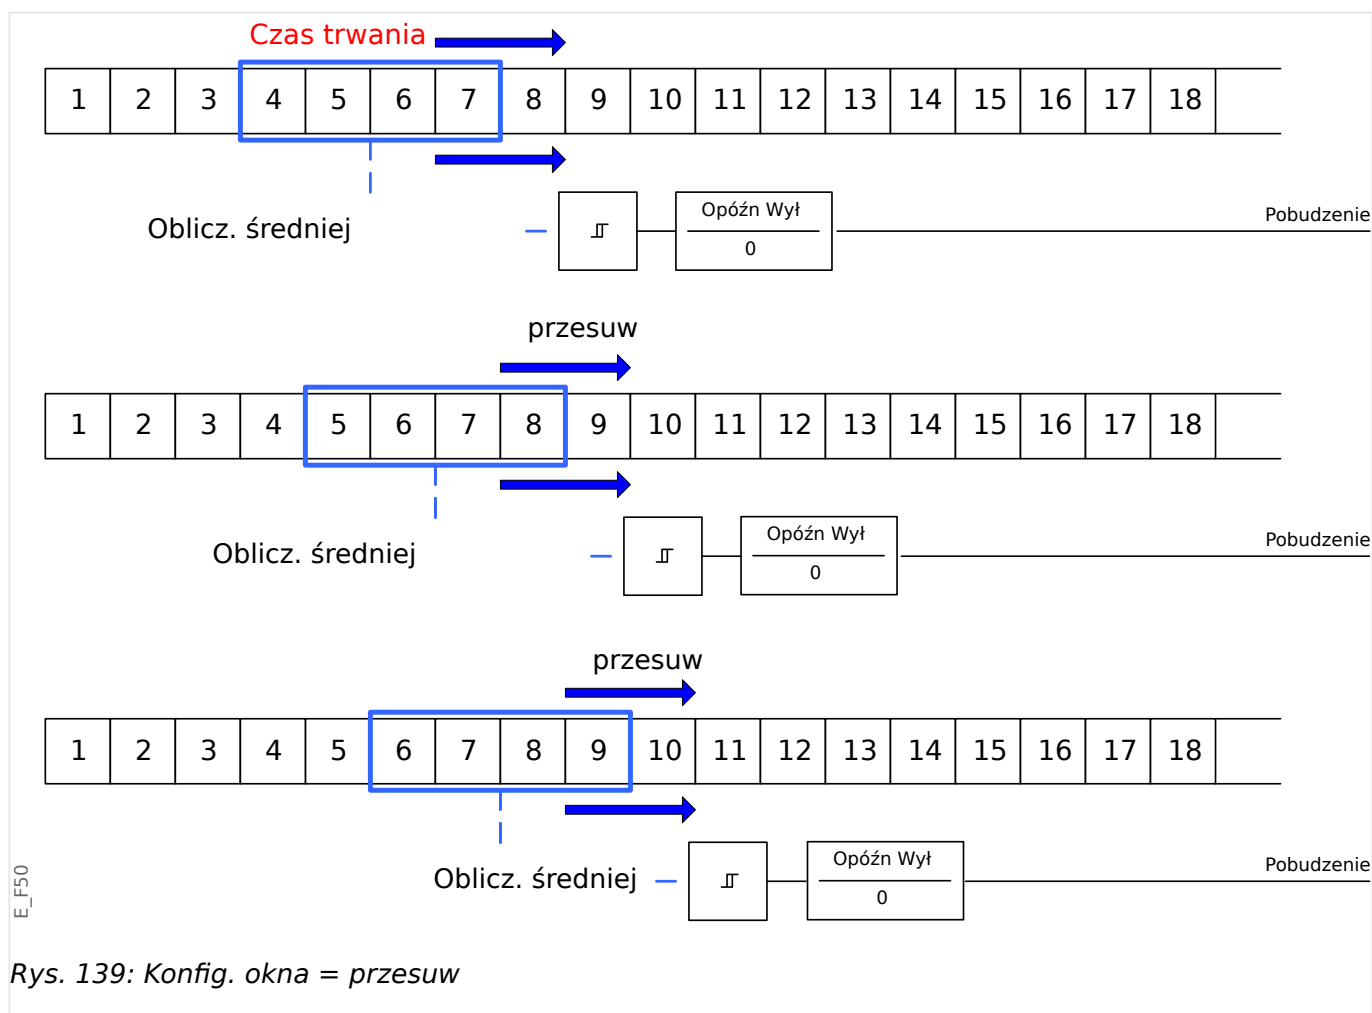 Czas trwania
1 2 3 4 5 6 7 8 9 10 11 12 13 14 15 16 17 18
Oblicz. średniej
Opóźn Wył
0
Pobudzenie
przesuw
1 2 3 4 5 6 7 8 9 10 11 12 13 14 15 16 17 18
Oblicz. średniej
Opóźn Wył
0
Pobudzenie
przesuw
1 2 3 4 5 6 7 8 9 10 11 12 13 14 15 16 17 18
Oblicz. średniej
Opóźn Wył
0
Pobudzenie
E_F50
Rys. 139: Konfig. okna = przesuw